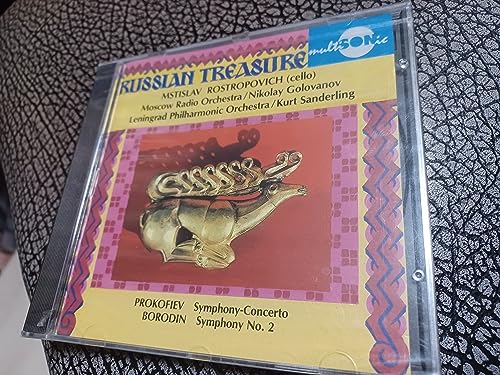 multiSONic
RUSSIAN TREASURE
MSTISLAV ROSTROPOVICH (cello)
Moscow Radio Orchestra/Nikolay Golovanov
Leningrad Philharmonic Orchestra/Kurt Sanderling
PROKOFIEV Symphony-Concerto
BORODIN Symphony No. 2